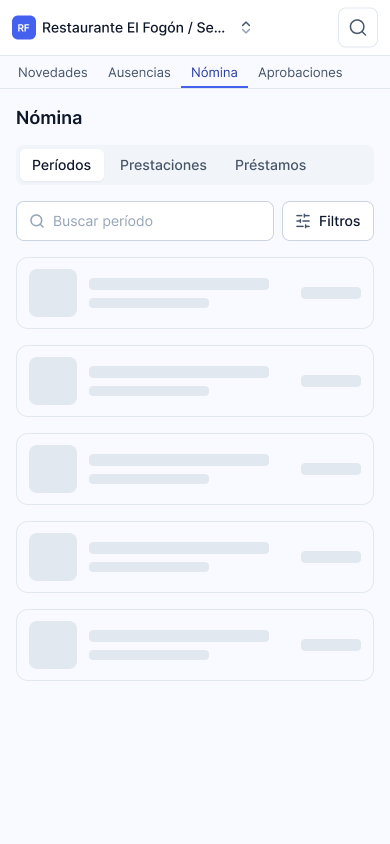 RF Restaurante El Fogón / Se...
Novedades Ausencias Nómina Aprobaciones
Nómina
Períodos Prestaciones Préstamos
Buscar período Filtros